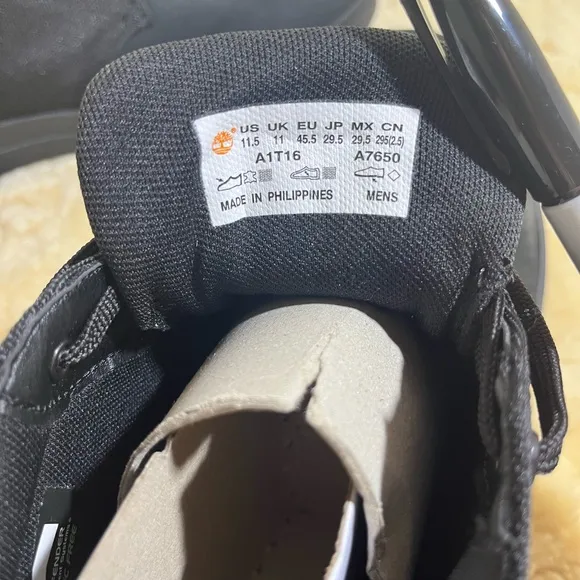 US UK EU JP MX CN
11.5 11 45.5 29.5 29,5 295(2.5)
A1T16 A7650
MADE IN PHILIPPINES MENS